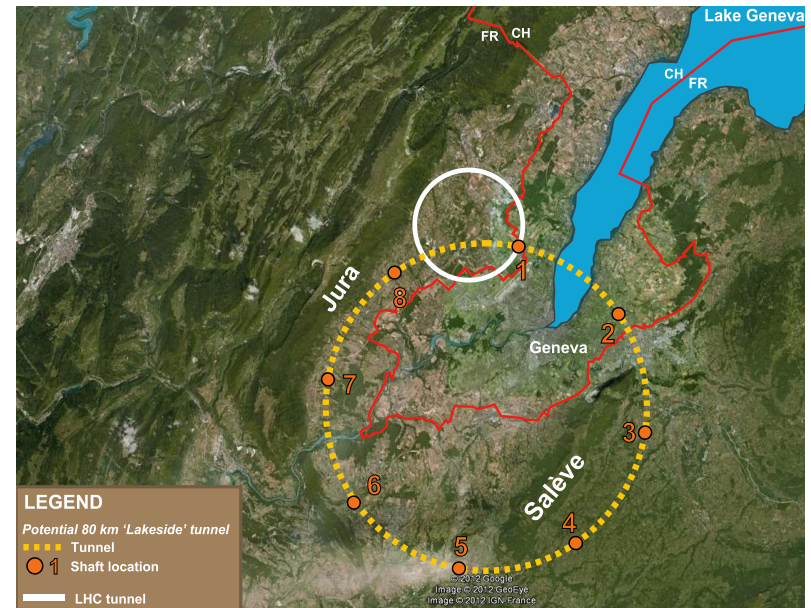 Lake Geneva
FR CH
CH
FR
1
Jura
8
2
Geneva
7
3
Salève
6
4
5
LEGEND
Potential 80 km ‘Lakeside’ tunnel
Tunnel
1 Shaft location
LHC tunnel
© 2012 Google
Image © 2012 GeoEye
Image © 2012 IGN-France